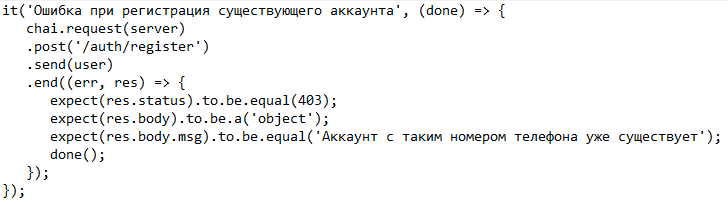 it('Ошибка при регистрация существующего аккаунта', (done) => {
chai.request(server)
.post('/auth/register')
.send(user)
.end((err, res) => {
expect(res.status).to.be.equal(403);
expect(res.body).to.be.a('object');
expect(res.body.msg).to.be.equal('Аккаунт с таким номером телефона уже существует');
done();
});
});